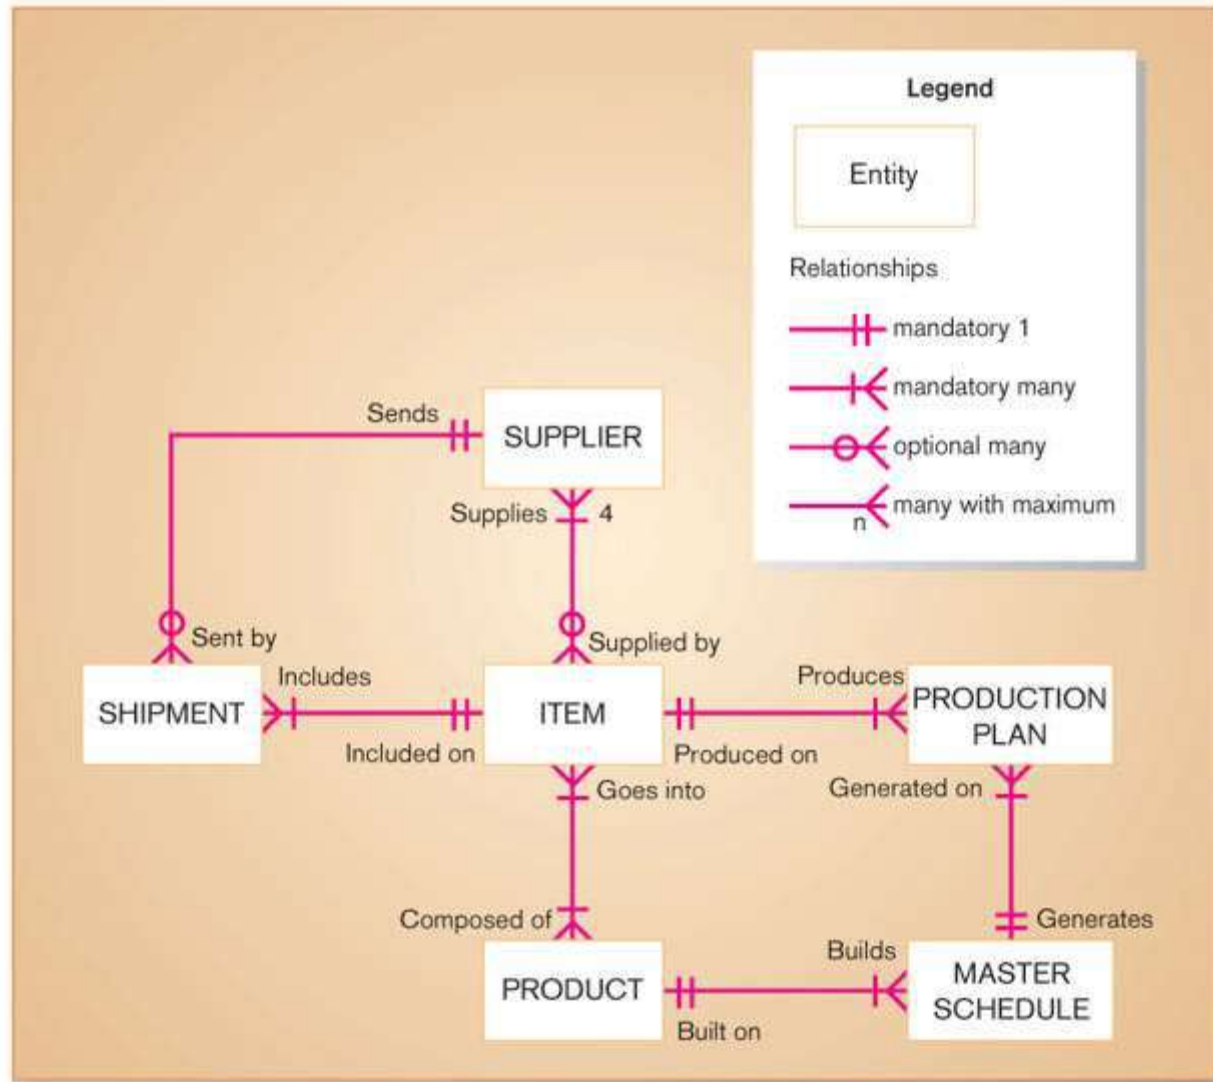 Legend
Entity
Relationships
mandatory 1
mandatory many
optional many
n many with maximum
Sends
SUPPLIER
Supplies 4
Sent by
Supplied by
Includes
Produces
SHIPMENT
ITEM
PRODUCTION
PLAN
Included on
Produced on
Goes into
Generated on
Composed of
Generates
Builds
PRODUCT
MASTER
SCHEDULE
Built on